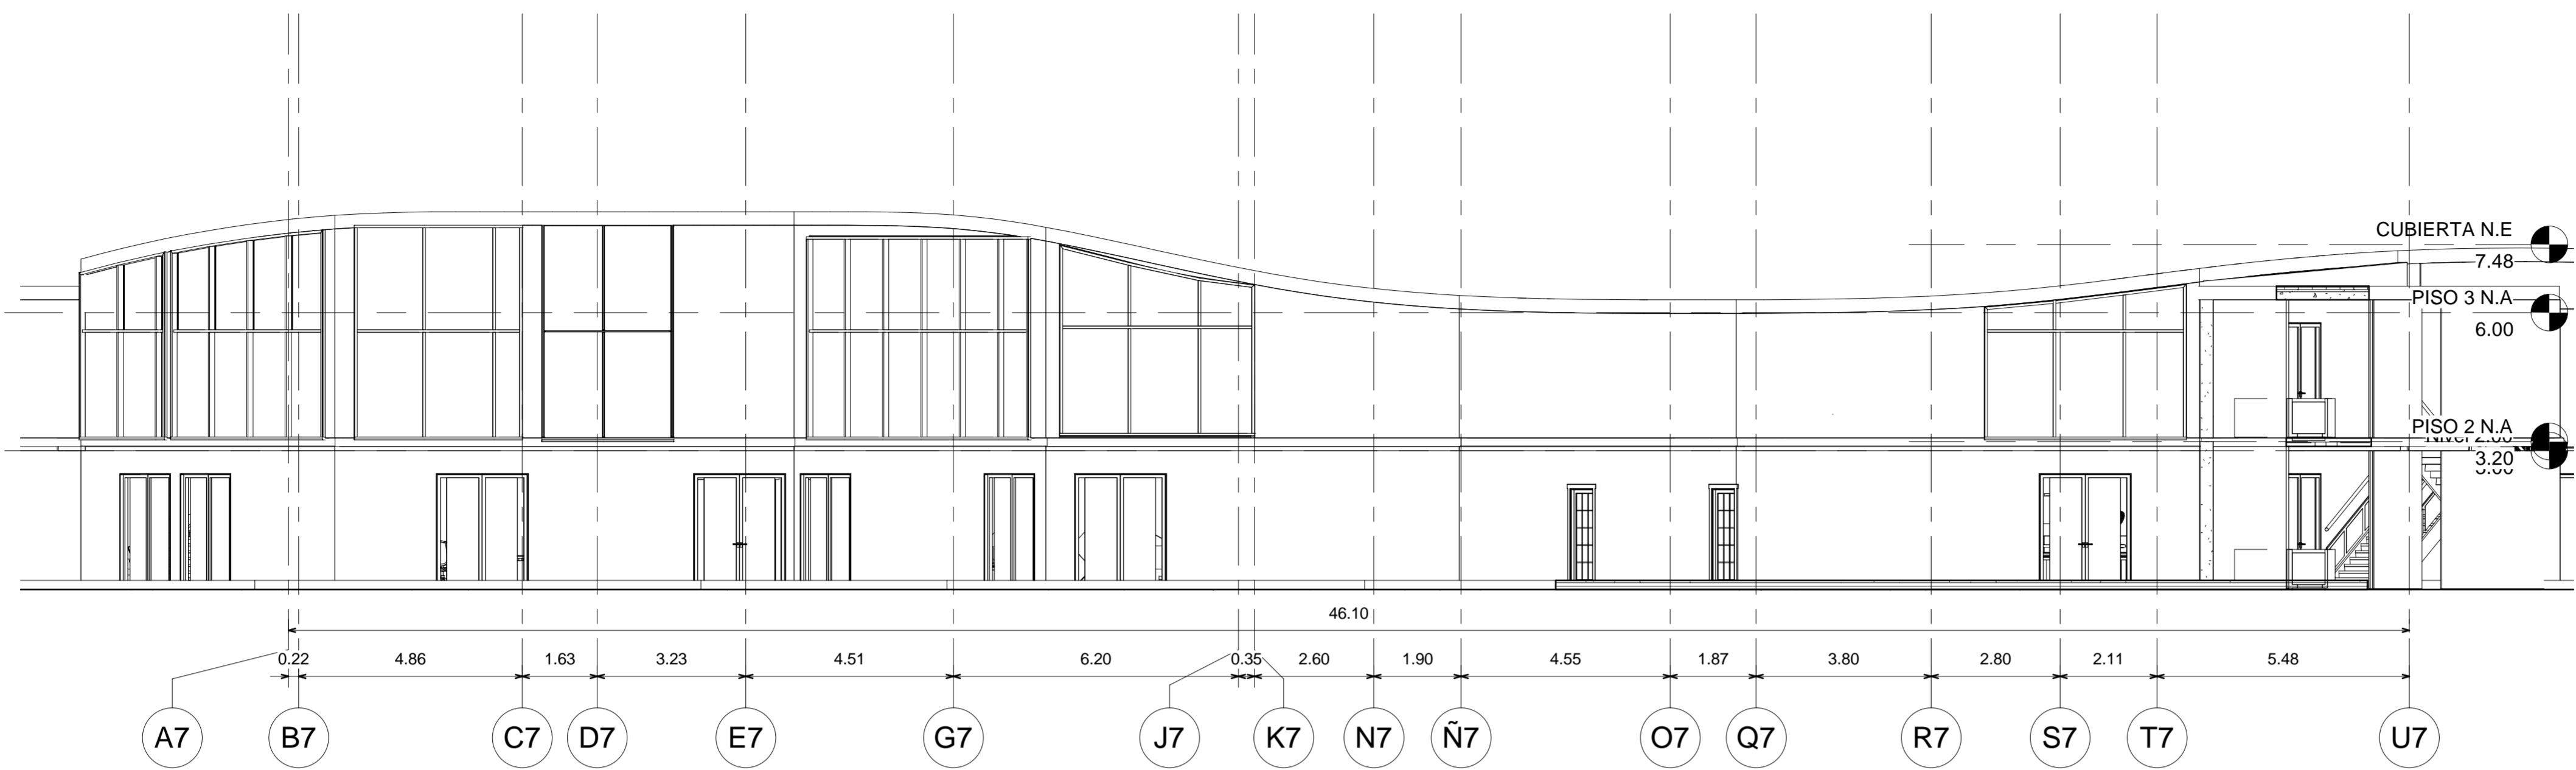 CUBIERTA N.E
7.48
PISO 3 N.A
6.00
PISO 2 N.A
3.20
46.10
0.22 4.86 1.63 3.23 4.51 6.20 0.35 2.60 1.90 4.55 1.87 3.80 2.80 2.11 5.48
A7 B7 C7 D7 E7 G7 J7 K7 N7 Ñ7 O7 Q7 R7 S7 T7 U7